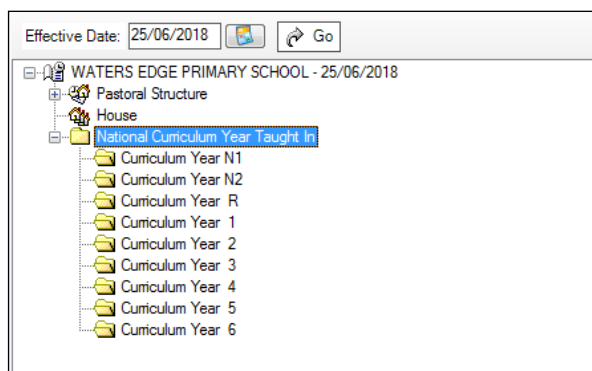 Effective Date: 25/06/2018 Go
WATERS EDGE PRIMARY SCHOOL - 25/06/2018
Pastoral Structure
House
National Curriculum Year Taught In
Curriculum Year N1
Curriculum Year N2
Curriculum Year R
Curriculum Year 1
Curriculum Year 2
Curriculum Year 3
Curriculum Year 4
Curriculum Year 5
Curriculum Year 6